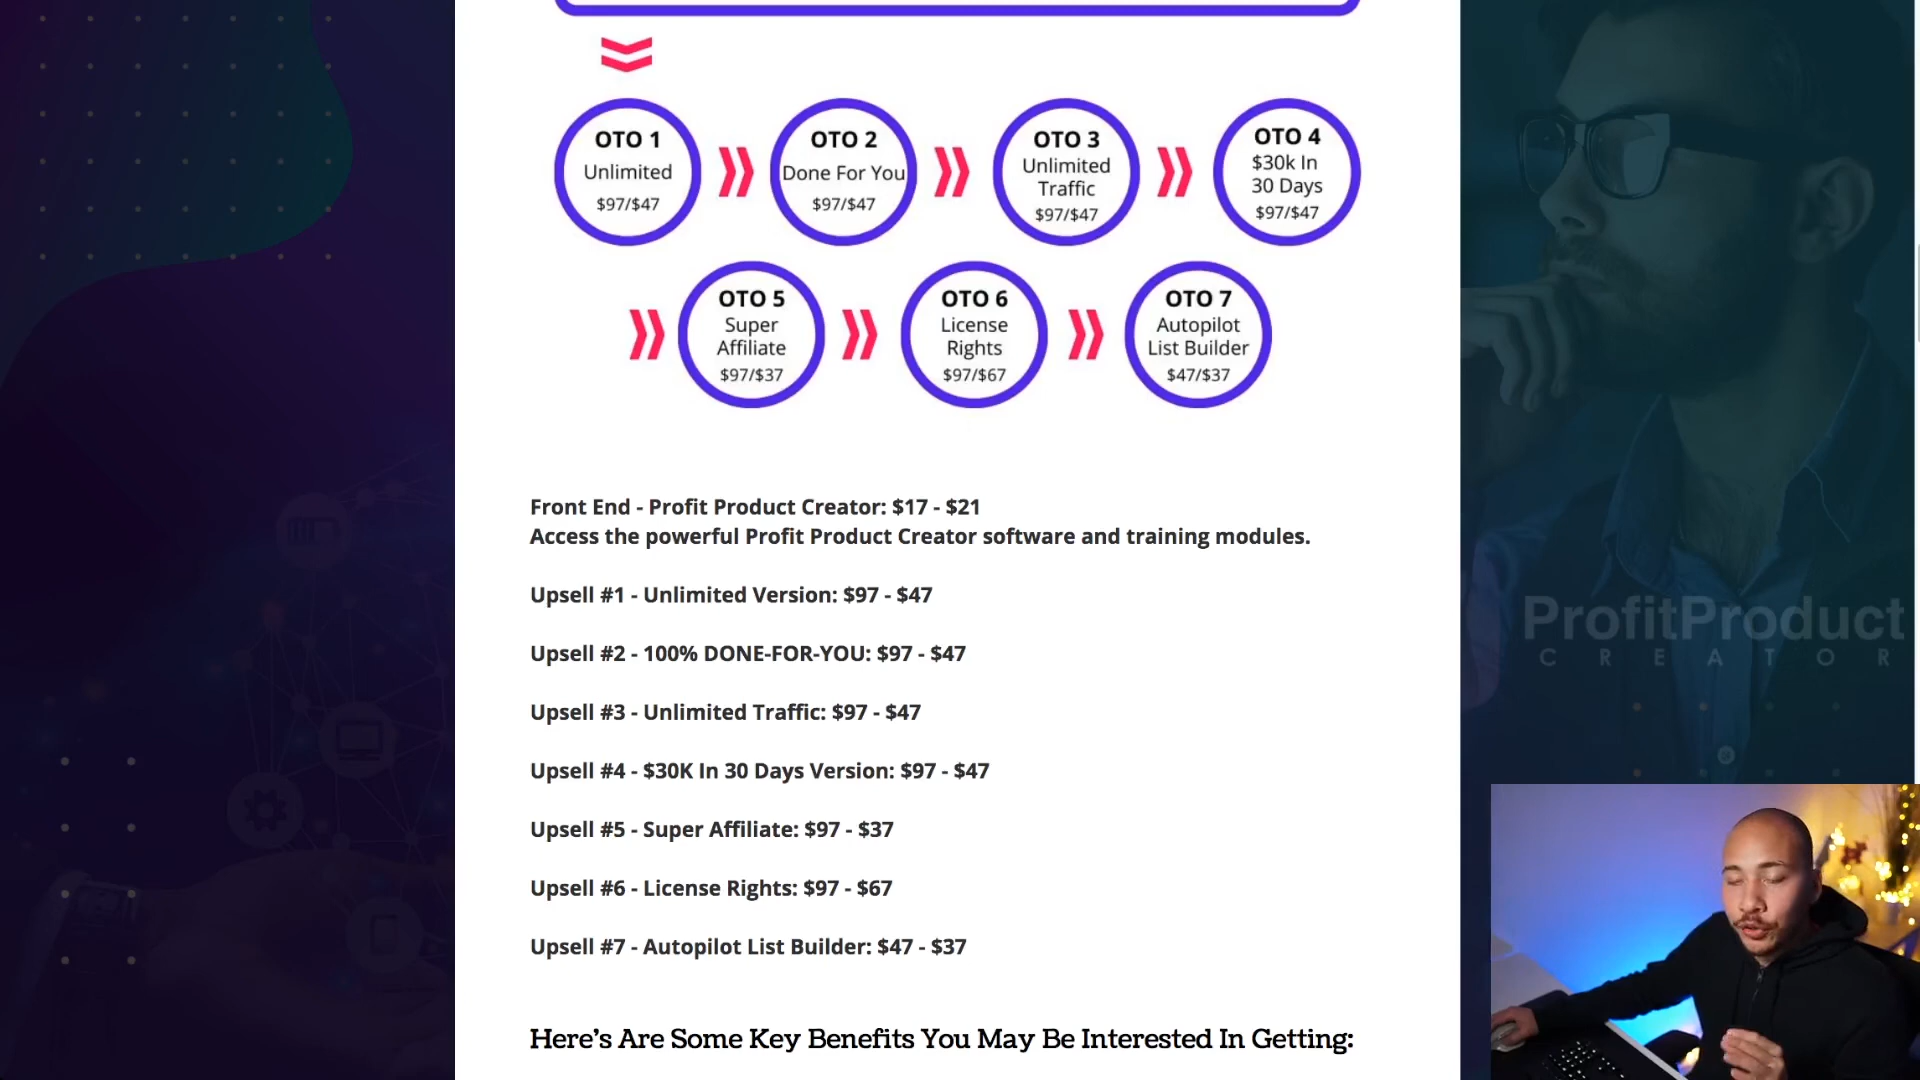 OTO 1
Unlimited
$97/$47
OTO 2
Done For You
$97/$47
OTO 3
Unlimited
Traffic
$97/$47
OTO 4
$30k In
30 Days
$97/$47
OTO 5
Super
Affiliate
$97/$37
OTO 6
License
Rights
$97/$67
OTO 7
Autopilot
List Builder
$47/$37
Front End - Profit Product Creator: $17 - $21
Access the powerful Profit Product Creator software and training modules.
Upsell #1 - Unlimited Version: $97 - $47
Upsell #2 - 100% DONE-FOR-YOU: $97 - $47
Upsell #3 - Unlimited Traffic: $97 - $47
Upsell #4 - $30K In 30 Days Version: $97 - $47
Upsell #5 - Super Affiliate: $97 - $37
Upsell #6 - License Rights: $97 - $67
Upsell #7 - Autopilot List Builder: $47 - $37
Here's Are Some Key Benefits You May Be Interested In Getting:
ProfitProduct
CREATOR